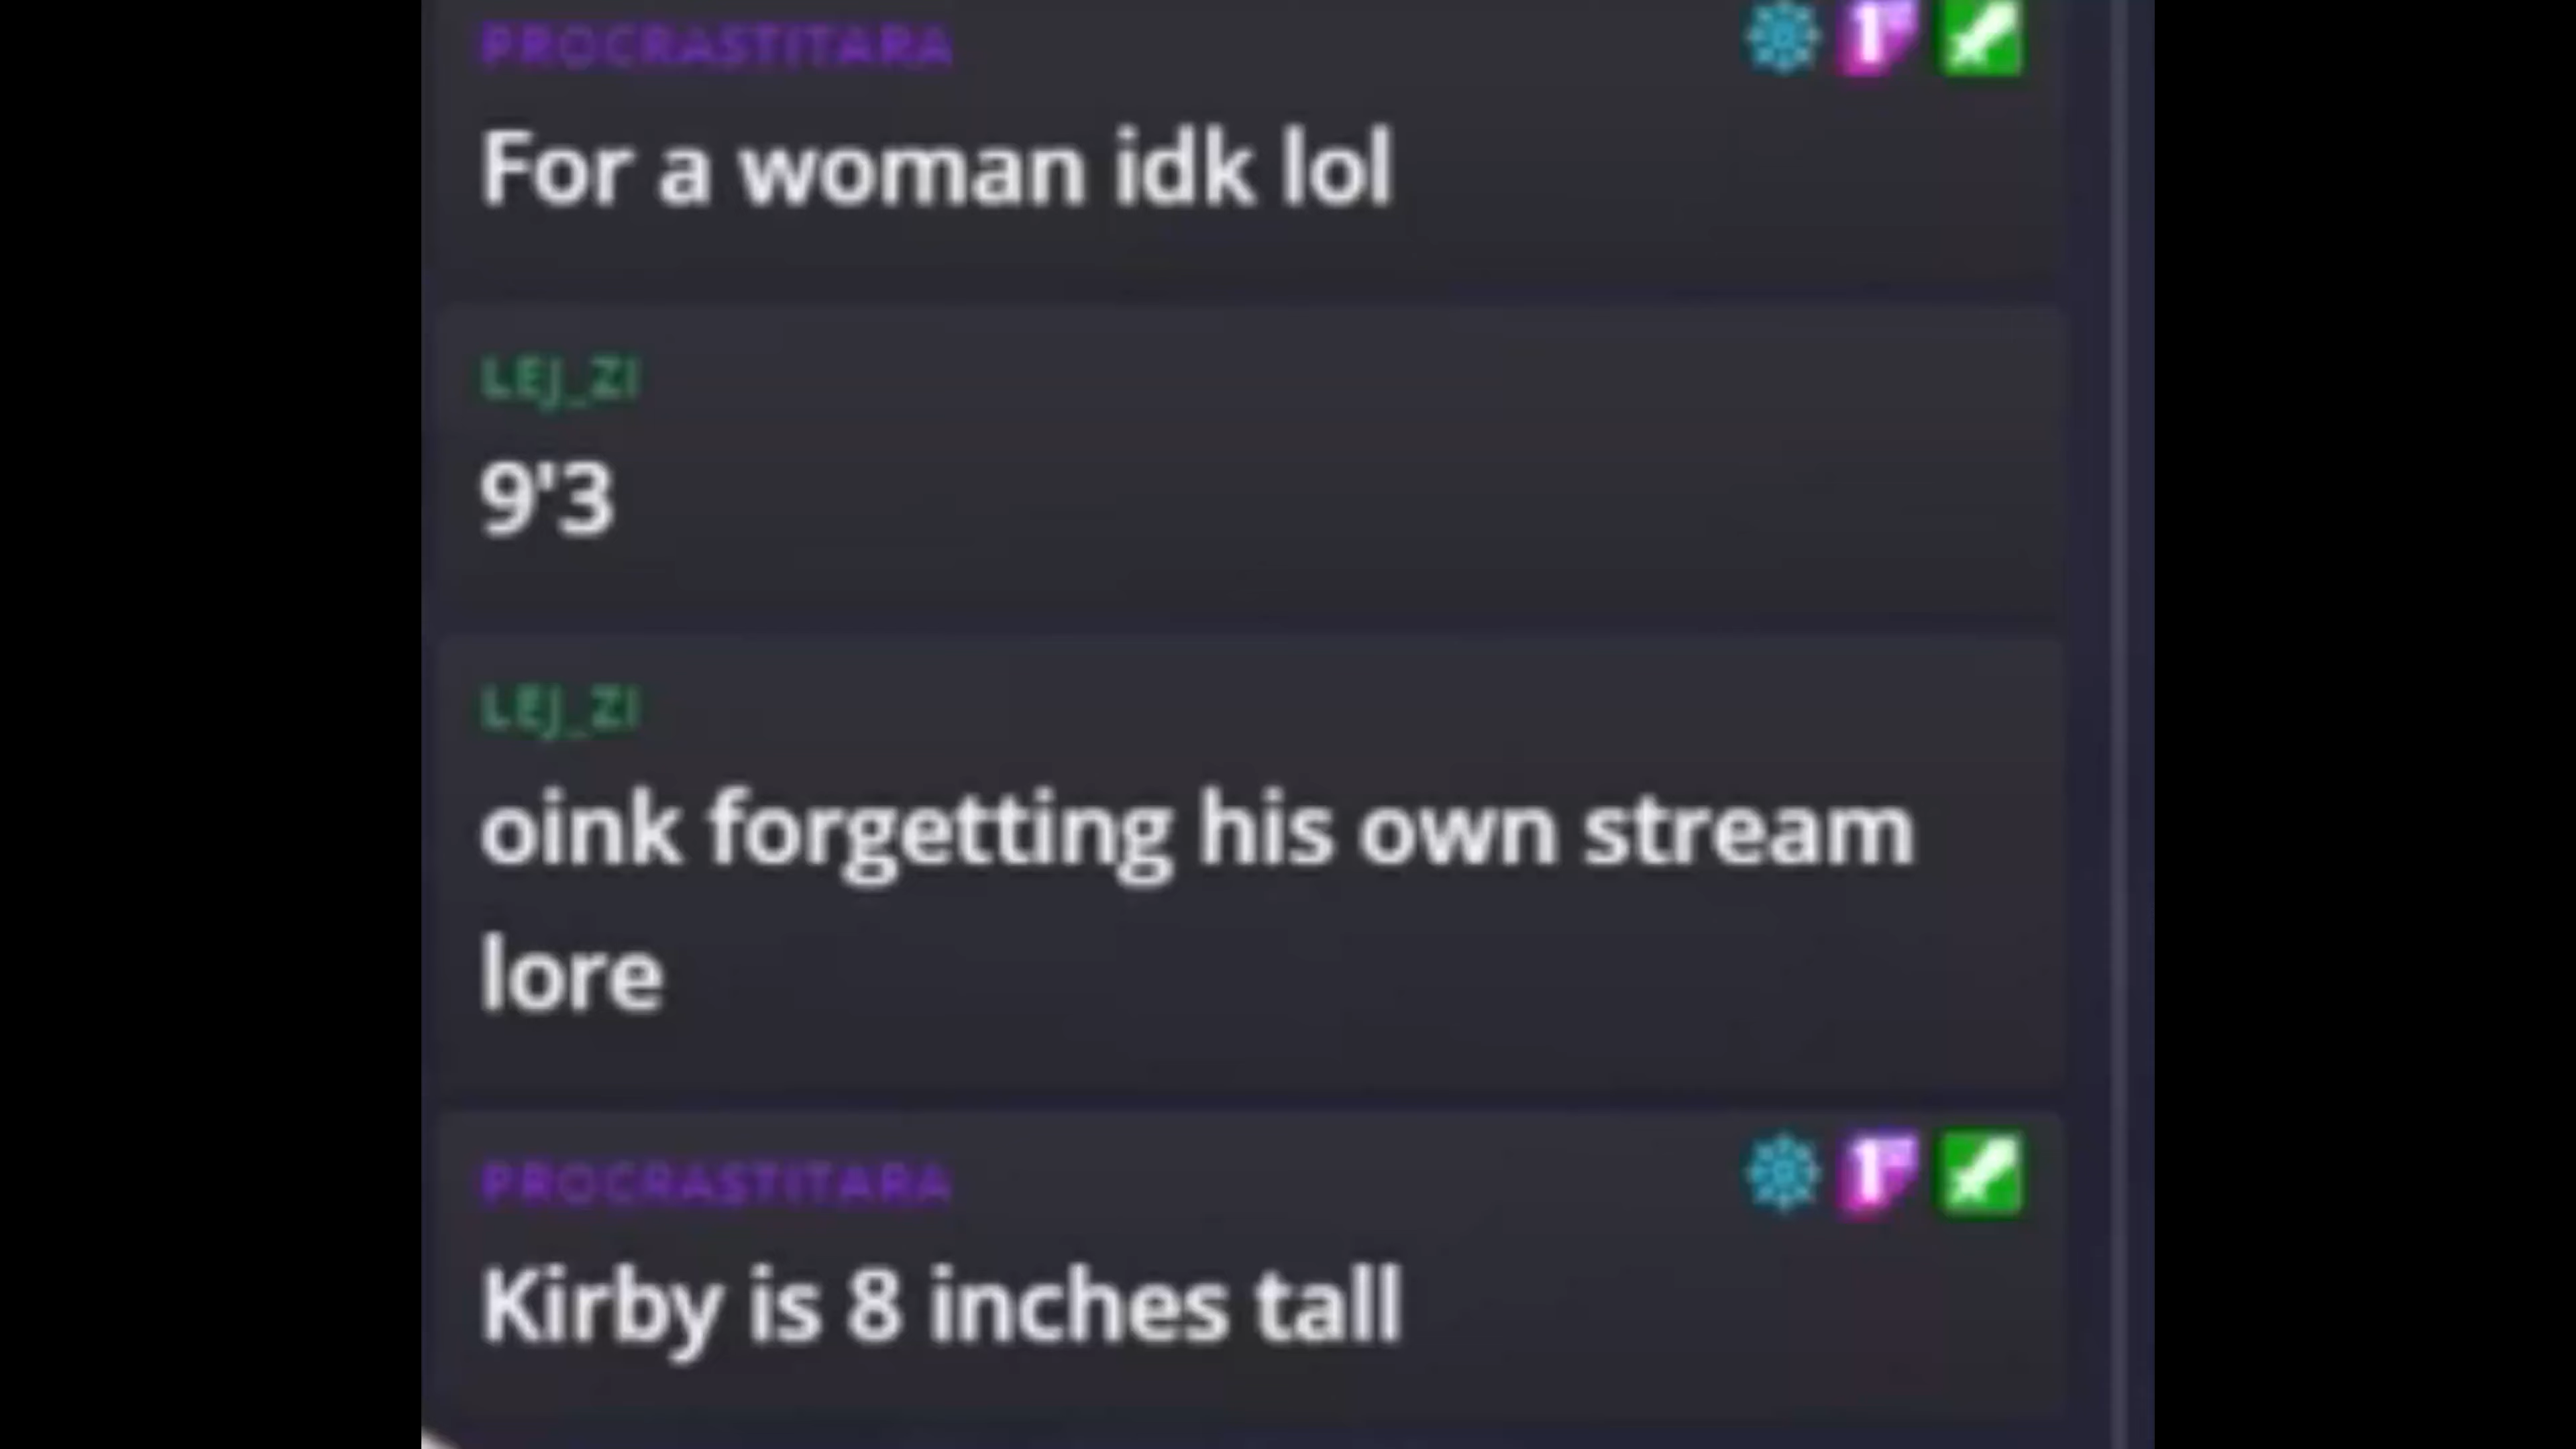 PROCRASTITARA
For a woman idk lol
LEJ_ZI
9'3
LEJ_ZI
oink forgetting his own stream
lore
PROCRASTITARA
Kirby is 8 inches tall